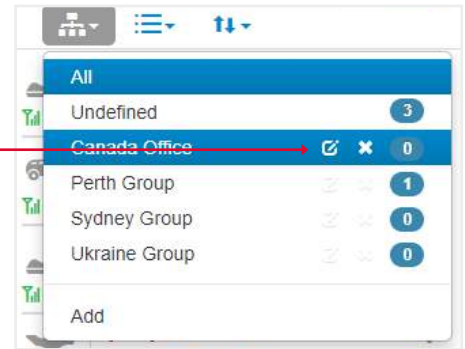 All
Undefined 3
Canada Office 0
Perth Group 1
Sydney Group 0
Ukraine Group 0
Add